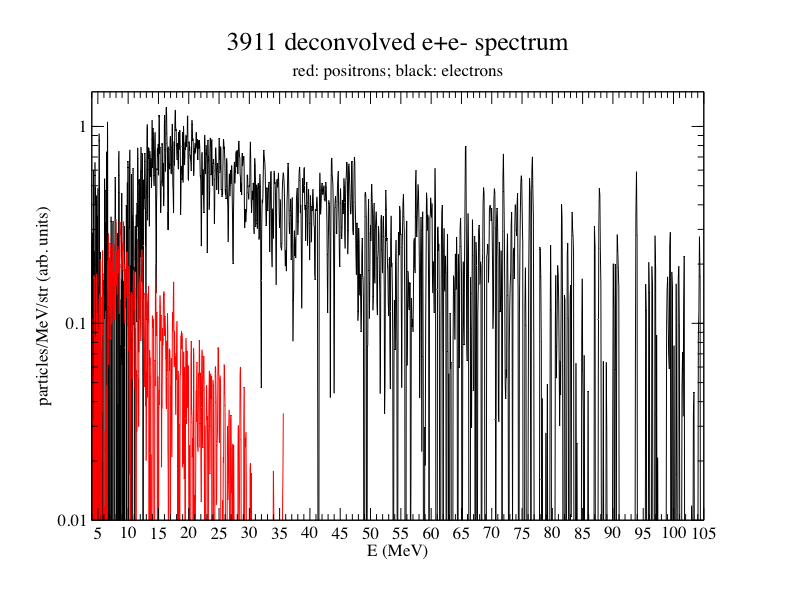 3911 deconvolved e+e- spectrum
red: positrons; black: electrons
particles/MeV/str (arb. units)
1
0.1
0.01
5 10 15 20 25 30 35 40 45 50 55 60 65 70 75 80 85 90 95 100 105
E (MeV)